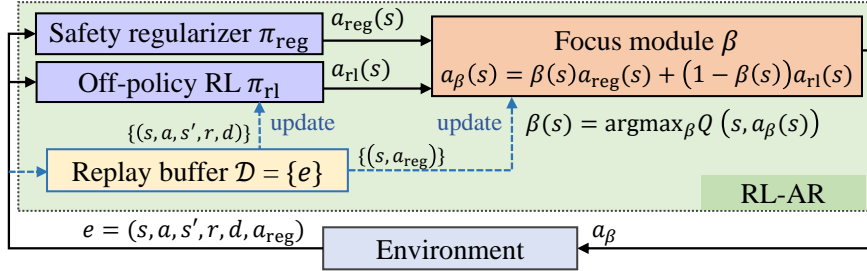 Safety regularizer π_reg
a_reg(s)
Off-policy RL π_rl
a_rl(s)
Focus module β
a_β(s) = β(s)a_reg(s) + (1 − β(s))a_rl(s)
{(s, a, s′, r, d)}
update
update
β(s) = argmax_β Q (s, a_β(s))
Replay buffer 𝒟 = {e}
{(s, a_reg)}
RL-AR
e = (s, a, s′, r, d, a_reg)
Environment
a_β